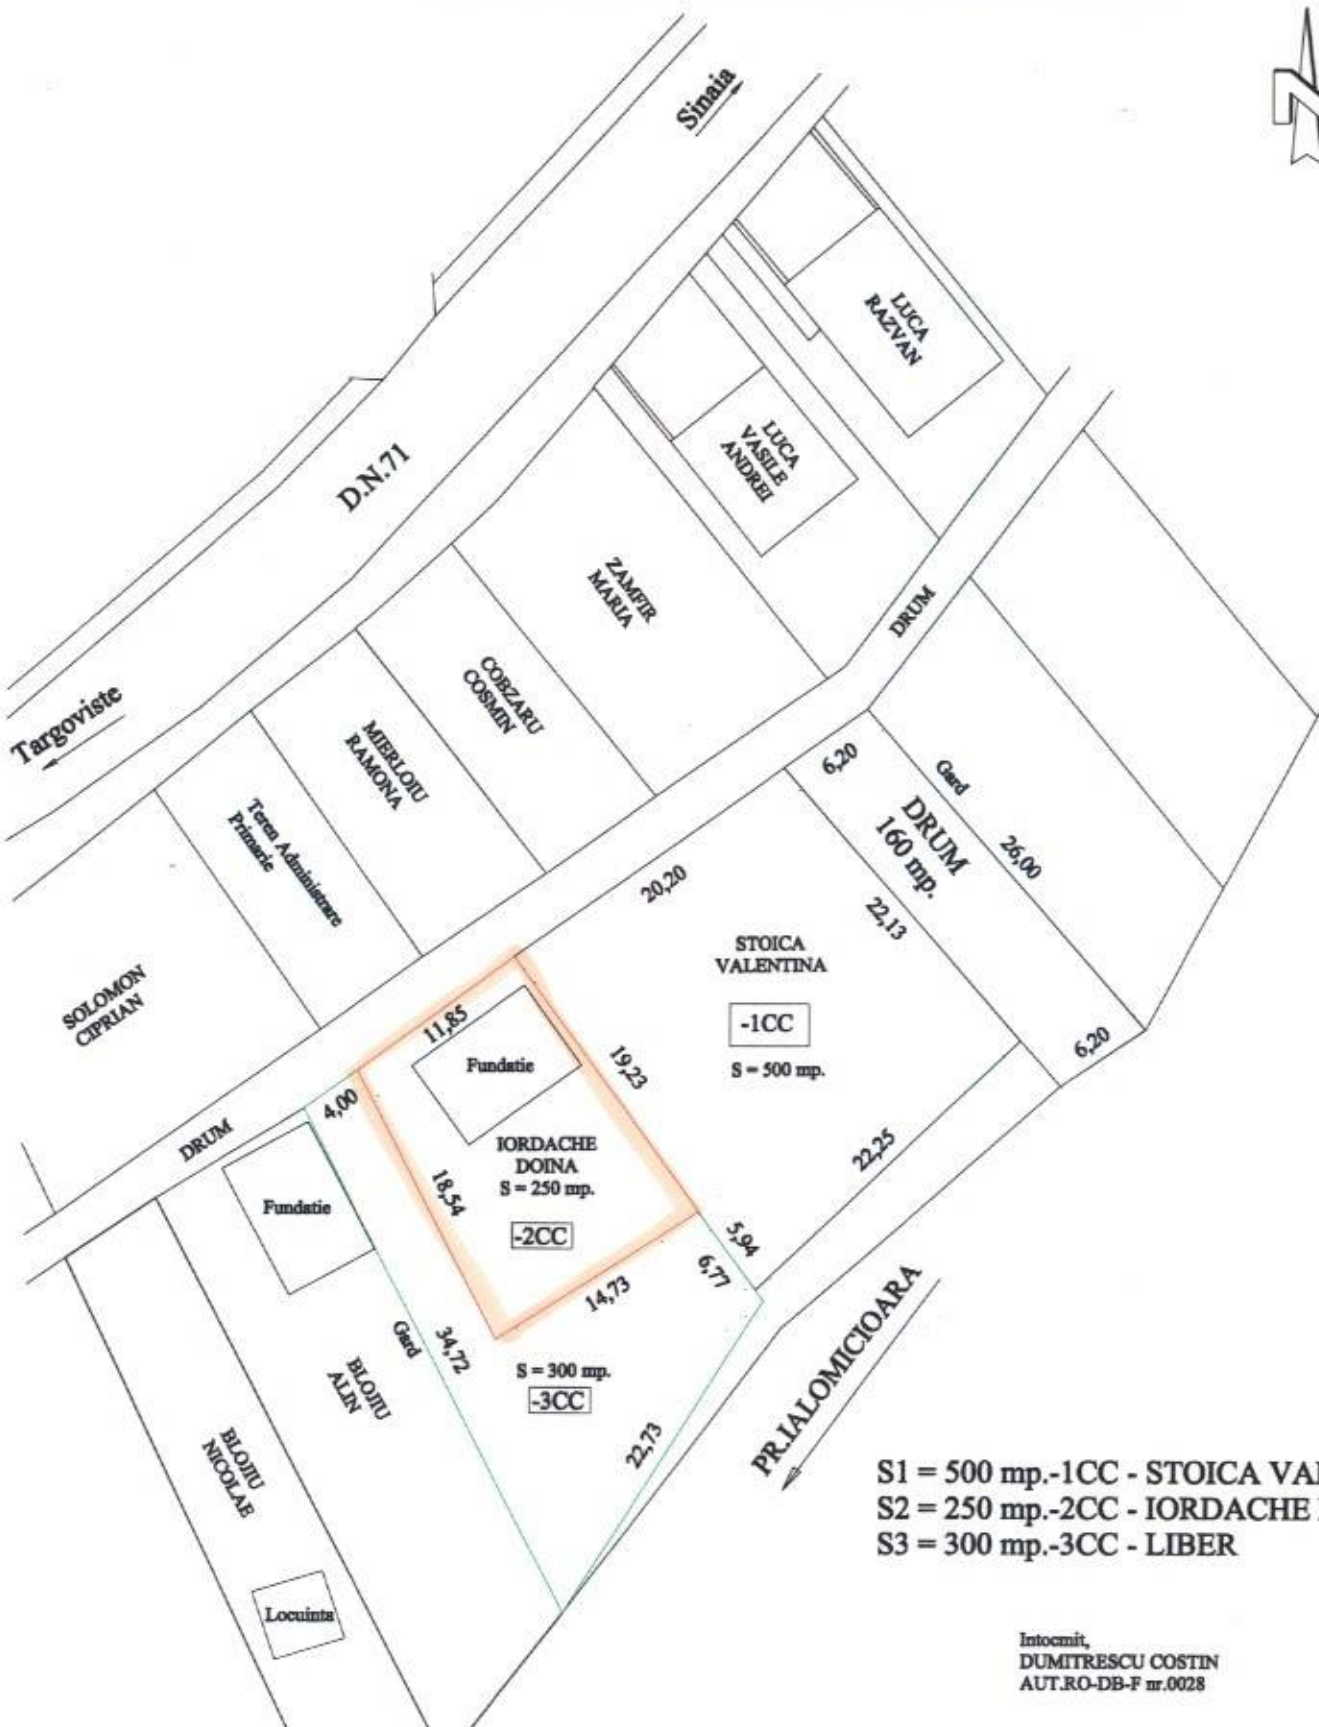 Sinaia
LUCA
RAZVAN
D.N.71
LUCA
VASILE
ANDREI
ZAMFIR
MARIA
DRUM
COBZARU
COSMIN
Targoviste
MIERLOIU
RAMONA
Teren Administrare
Primarie
6,20
Gard
DRUM
160 mp.
26,00
20,20
22,13
STOICA
VALENTINA
-1CC
S = 500 mp.
SOLOMON
CIPRIAN
11,85
Fundatie
19,23
6,20
4,00
DRUM
IORDACHE
DOINA
S = 250 mp.
-2CC
22,25
18,54
Fundatie
5,94
6,77
14,73
Gard
34,72
S = 300 mp.
-3CC
BLOJIU
ALIN
22,73
PR.IALOMICIOARA
BLOJIU
NICOLAE
Locuinta
S1 = 500 mp.-1CC - STOICA VA
S2 = 250 mp.-2CC - IORDACHE
S3 = 300 mp.-3CC - LIBER
Intocmit,
DUMITRESCU COSTIN
AUT.RO-DB-F nr.0028